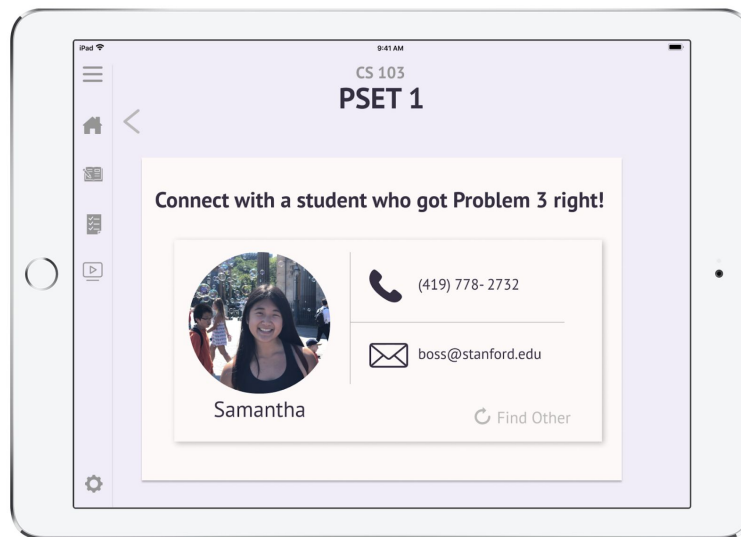 iPad 9:41 AM
CS 103
PSET 1
Connect with a student who got Problem 3 right!
(419) 778- 2732
boss@stanford.edu
Samantha
Find Other